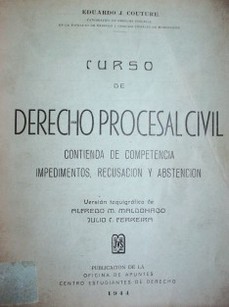 EDUARDO J. COUTURE
CURSO
DE
DERECHO PROCESAL CIVIL
CONTIENDA DE COMPETENCIA
IMPEDIMENTOS, RECUSACION Y ABSTENCION
Versión taquigráfica de
ALFREDO M. MALDONADO
JULIO C. FERREIRA
PUBLICACION DE LA
OFICINA DE APUNTES
CENTRO ESTUDIANTES DE DERECHO
1944